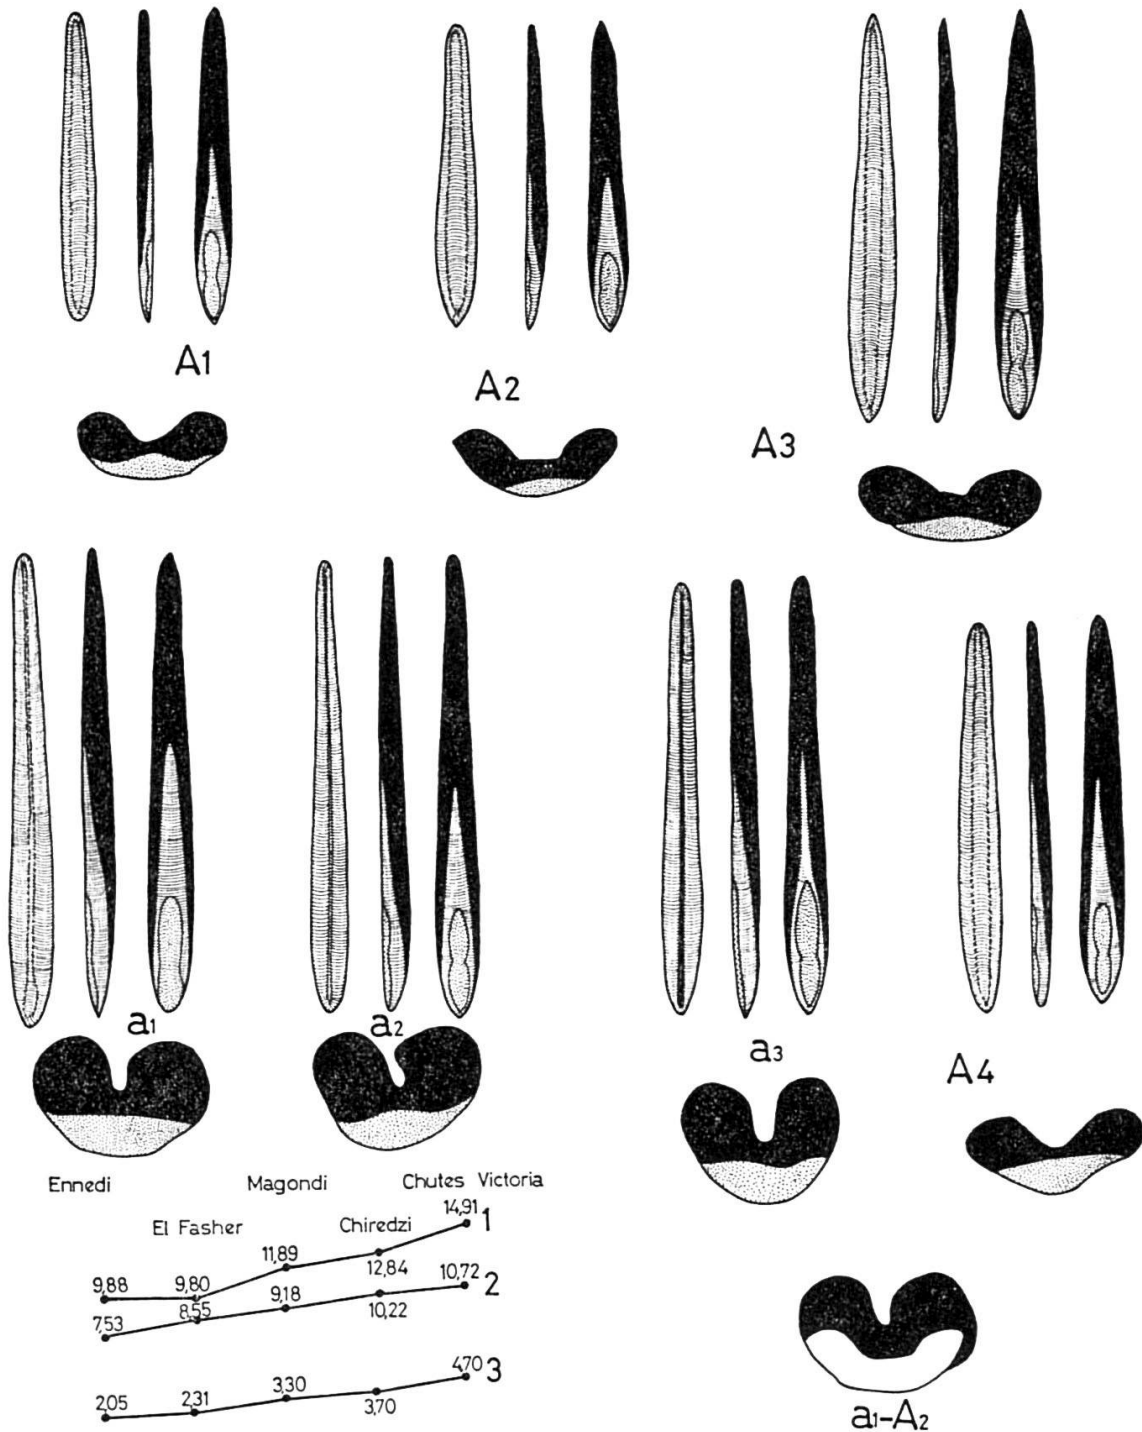 A1
A2
A3
a1
a2
a3
A4
Ennedi
Magondi
Chutes Victoria
El Fasher
Chiredzi
14,91
1
11,89
12,84
9,88
9,80
10,72
2
9,18
10,22
8,55
7,53
4,70
3
3,30
3,70
2,31
2,05
a1-A2